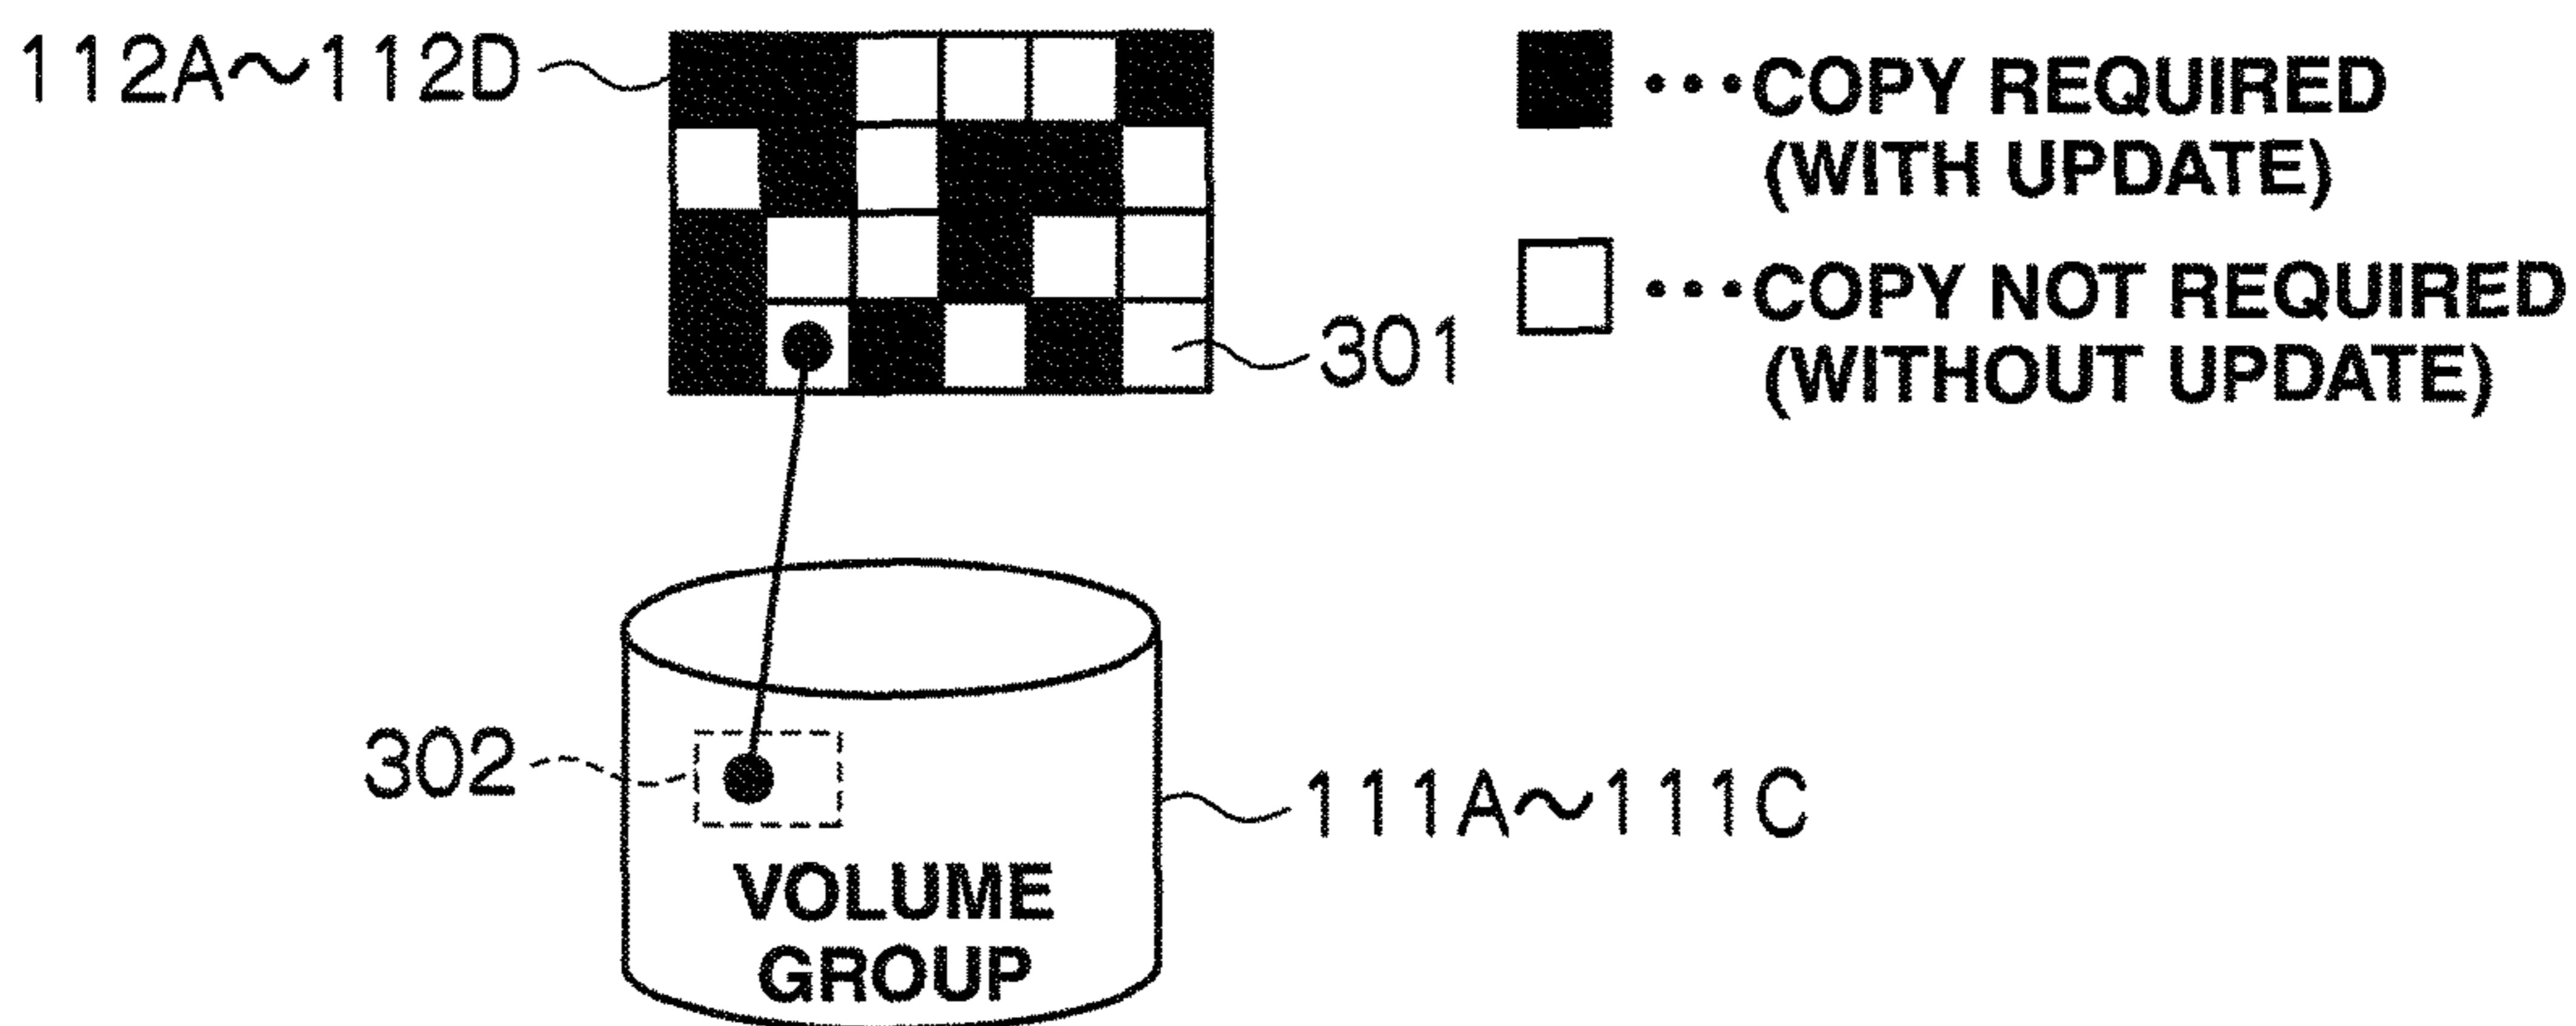 112A～112D
···COPY REQUIRED
(WITH UPDATE)
···COPY NOT REQUIRED
(WITHOUT UPDATE)
301
302
111A～111C
VOLUME
GROUP